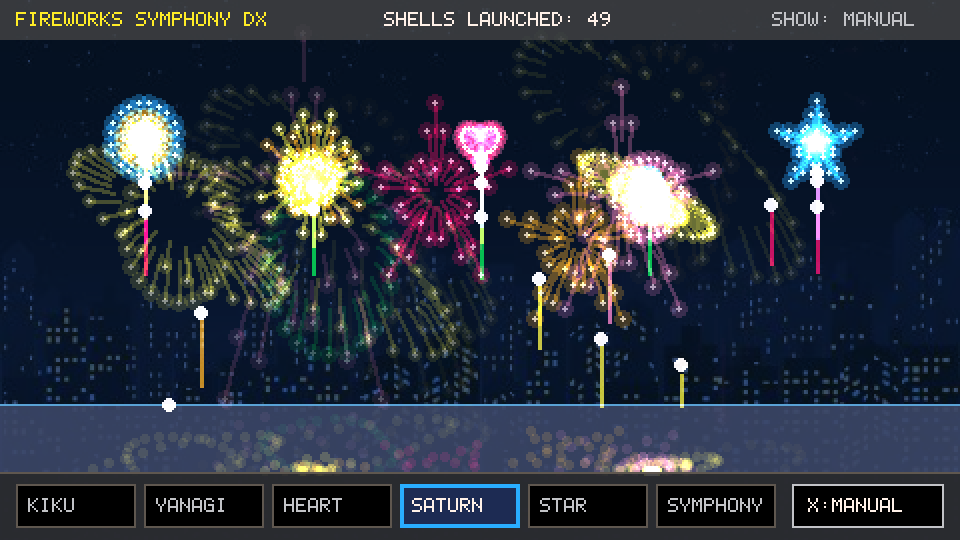 FIREWORKS SYMPHONY DX
SHELLS LAUNCHED: 49
SHOW: MANUAL
KIKU
YANAGI
HEART
SATURN
STAR
SYMPHONY
X:MANUAL